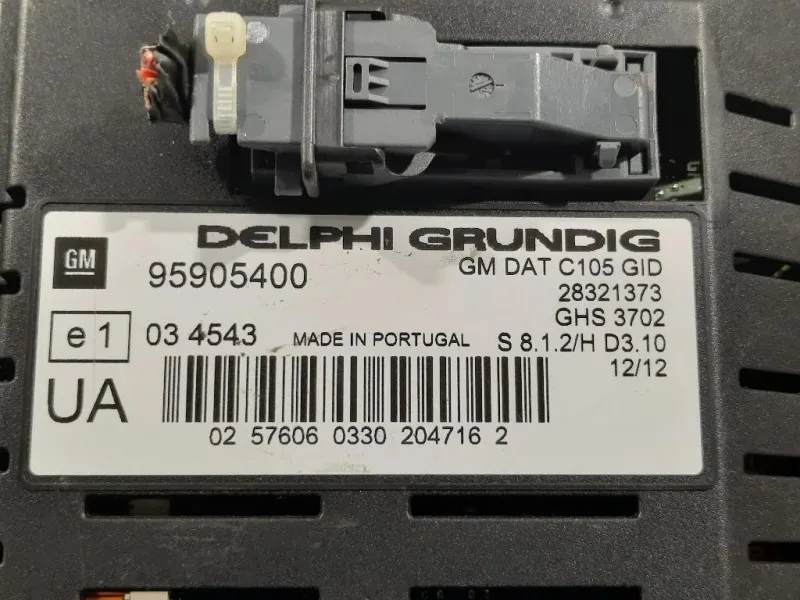 DELPHI GRUNDIG
GM
95905400
GM DAT C105 GID
28321373
GHS 3702
e1
03 4543
MADE IN PORTUGAL
S 8.1.2/H D3.10
12/12
UA
02 57606 0330 204716 2